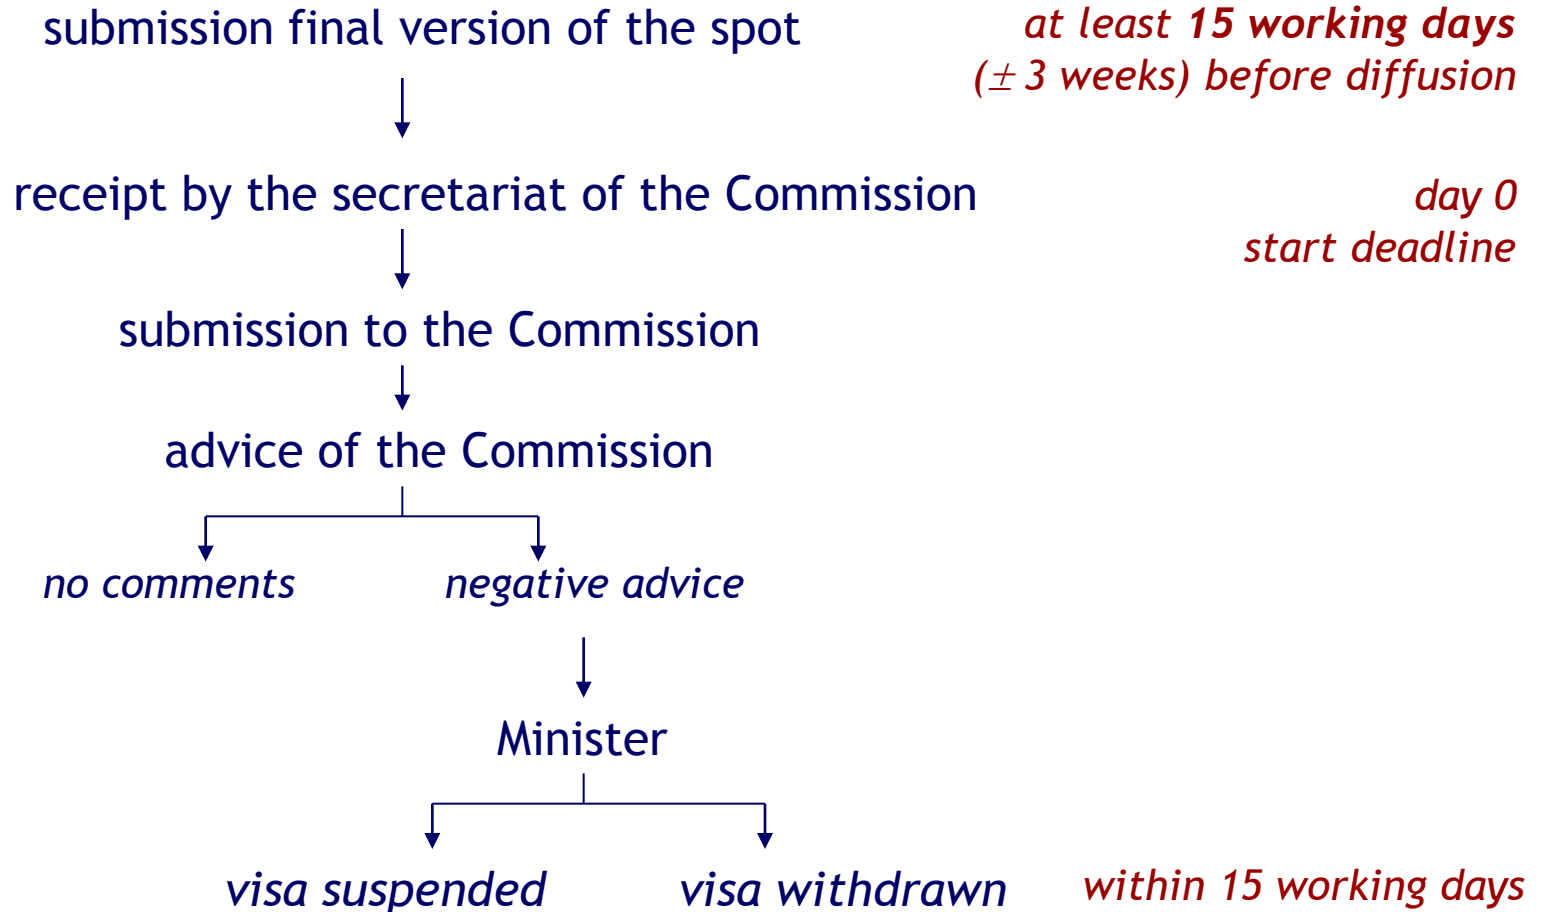 submission final version of the spot
at least 15 working days
(± 3 weeks) before diffusion
receipt by the secretariat of the Commission
day 0
start deadline
submission to the Commission
advice of the Commission
no comments
negative advice
Minister
visa suspended
visa withdrawn
within 15 working days